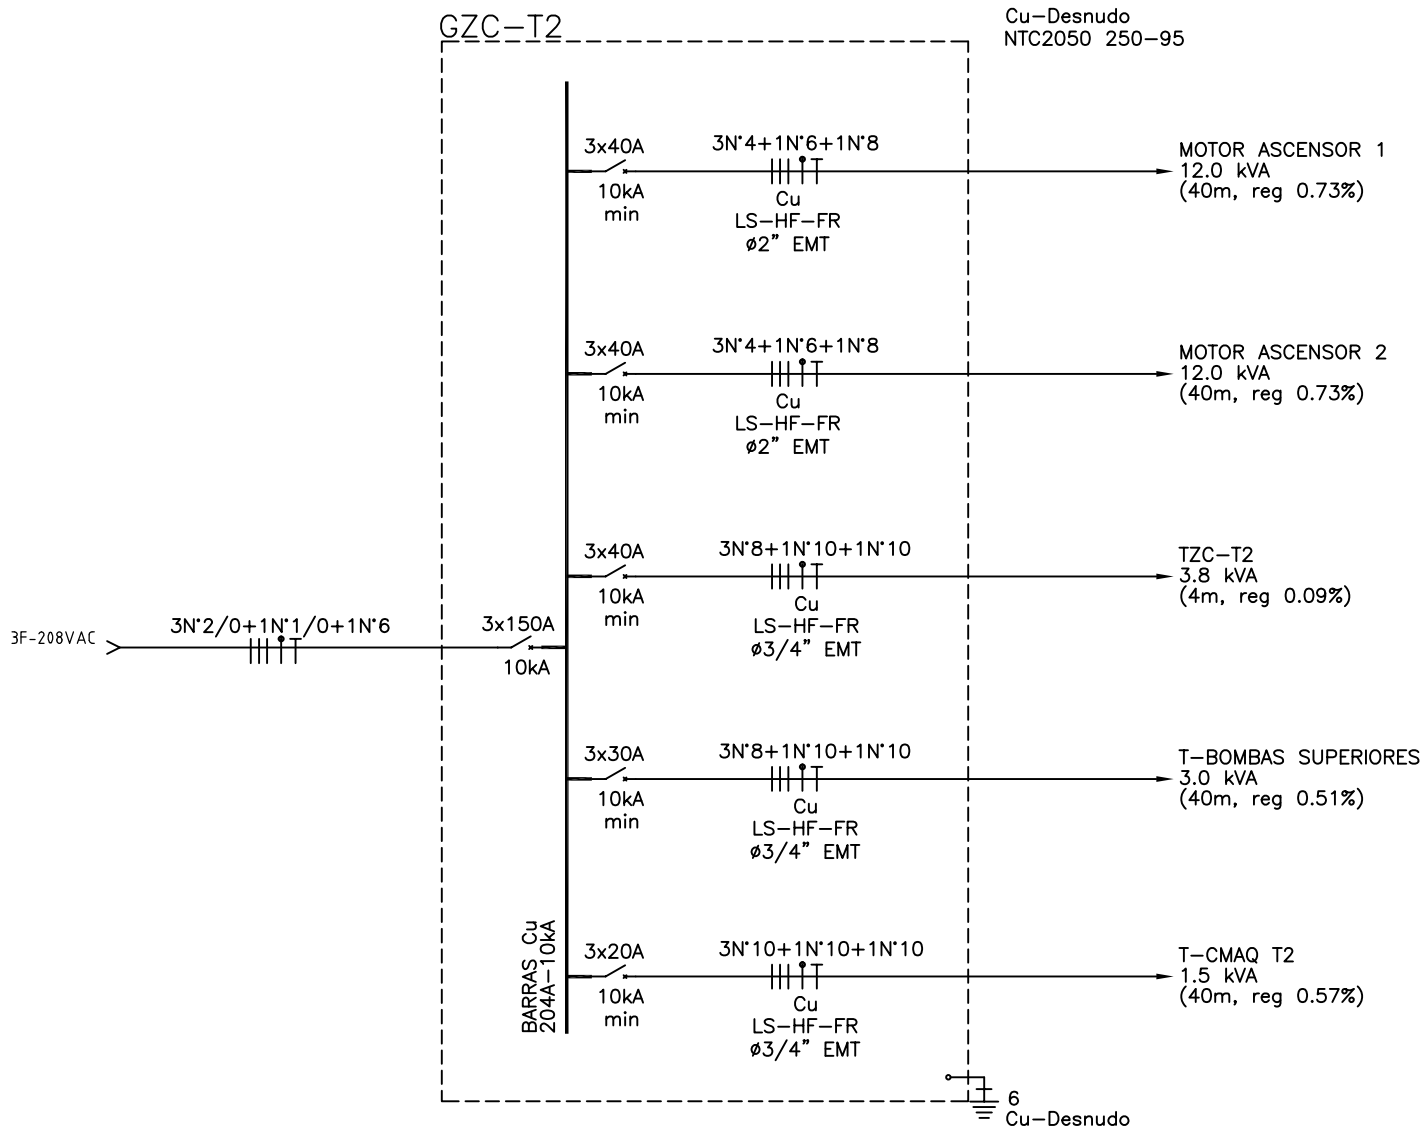 GZC-T2
Cu-Desnudo
NTC2050 250-95
3x40A
10kA
min
3N°4+1N°6+1N°8
Cu
LS-HF-FR
ø2" EMT
MOTOR ASCENSOR 1
12.0 kVA
(40m, reg 0.73%)
3x40A
10kA
min
3N°4+1N°6+1N°8
Cu
LS-HF-FR
ø2" EMT
MOTOR ASCENSOR 2
12.0 kVA
(40m, reg 0.73%)
3x40A
10kA
min
3N°8+1N°10+1N°10
Cu
LS-HF-FR
ø3/4" EMT
TZC-T2
3.8 kVA
(4m, reg 0.09%)
3F-208VAC
3N°2/0+1N°1/0+1N°6
3x150A
10kA
3x30A
10kA
min
3N°8+1N°10+1N°10
Cu
LS-HF-FR
ø3/4" EMT
T-BOMBAS SUPERIORES
3.0 kVA
(40m, reg 0.51%)
BARRAS Cu
204A-10kA
3x20A
10kA
min
3N°10+1N°10+1N°10
Cu
LS-HF-FR
ø3/4" EMT
T-CMAQ T2
1.5 kVA
(40m, reg 0.57%)
6
Cu-Desnudo